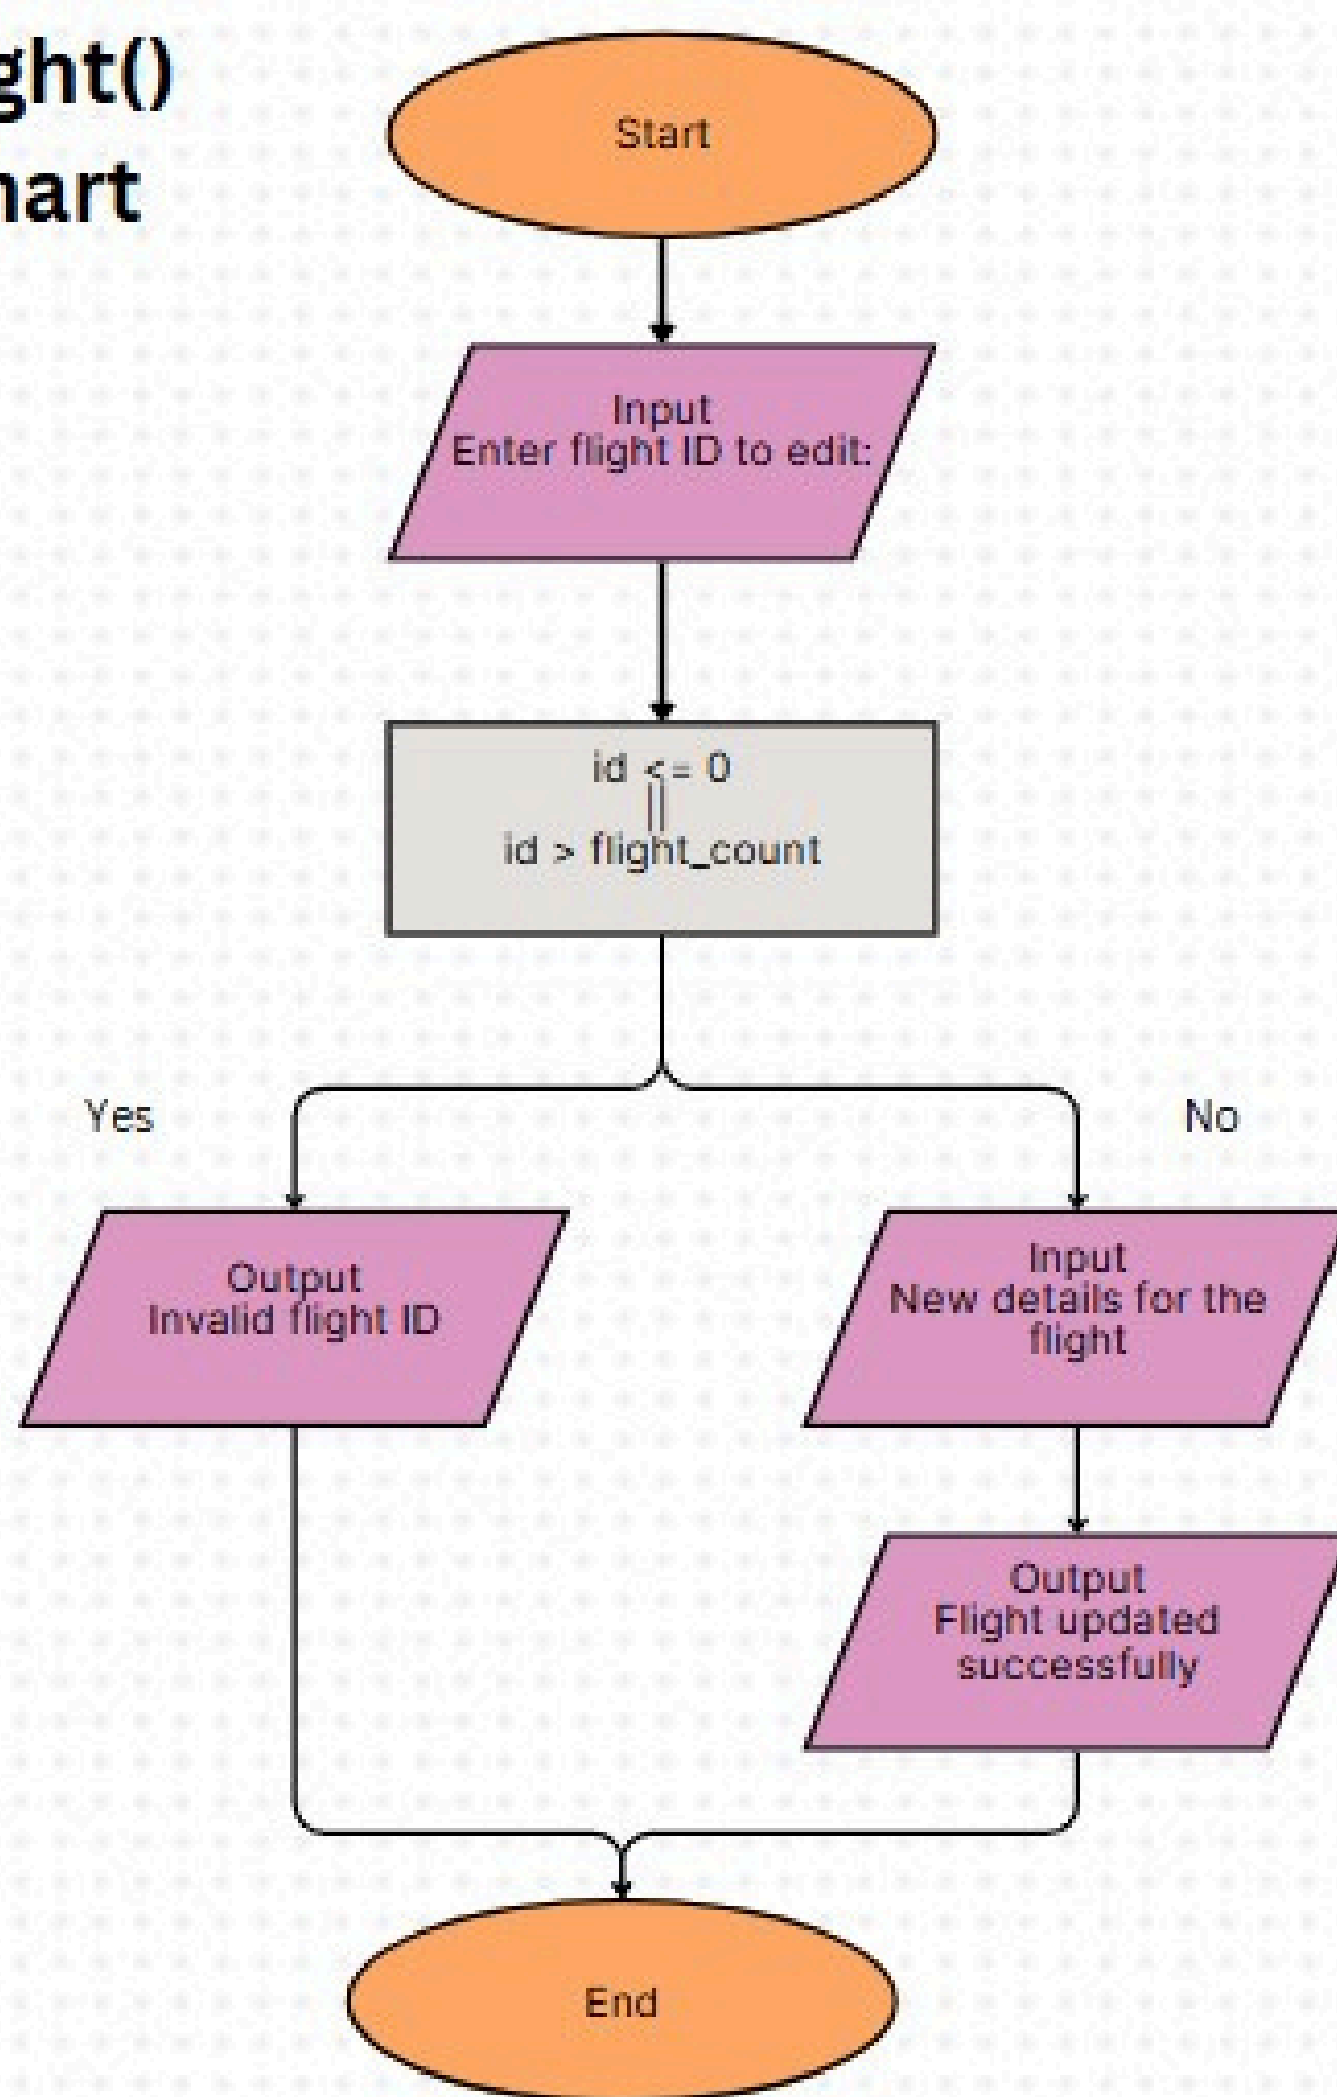 ght()
hart
Start
Input
Enter flight ID to edit:
id <= 0
||
id > flight_count
Yes
No
Output
Invalid flight ID
Input
New details for the
flight
Output
Flight updated
successfully
End